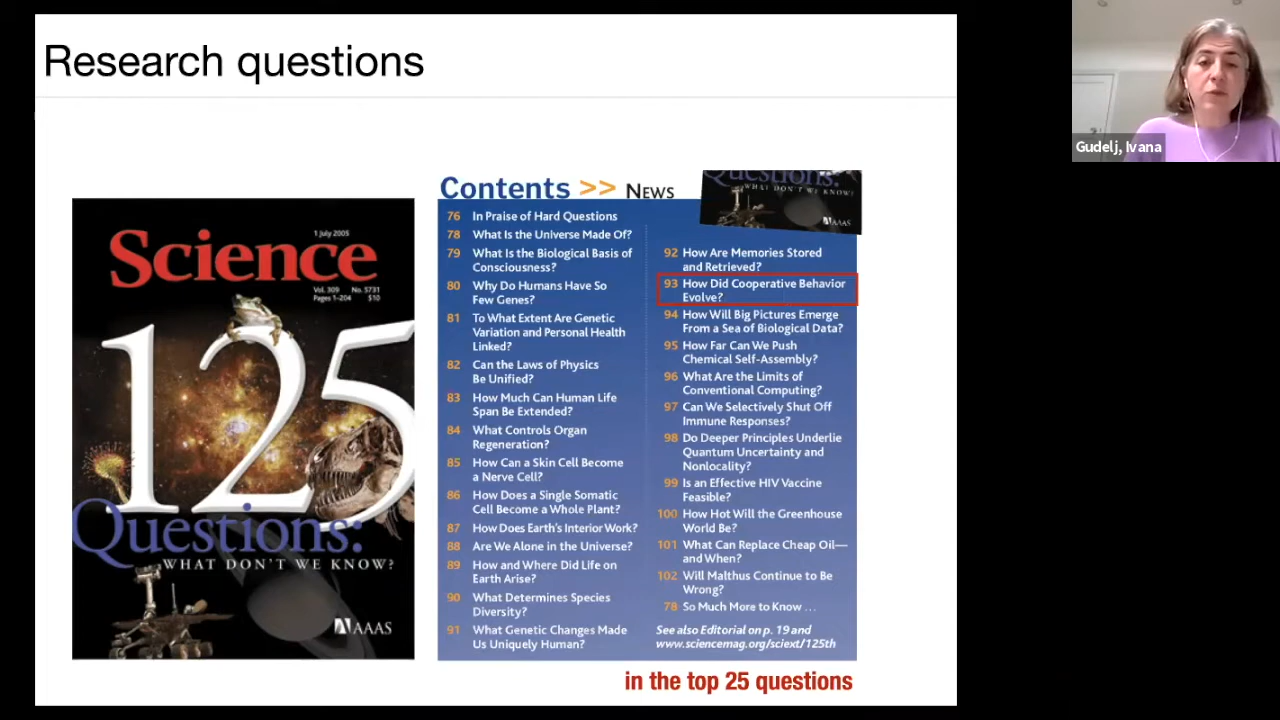 Research questions
Gudelj, Ivana
1 July 2005
Science
Vol. 309 No. 5731
Pages 1–204 $10
125
Questions:
WHAT DON'T WE KNOW?
AAAS
Contents >> NEWS
Questions:
WHAT DON'T WE KNOW?
AAAS
76 In Praise of Hard Questions
78 What Is the Universe Made Of?
79 What Is the Biological Basis of
Consciousness?
80 Why Do Humans Have So
Few Genes?
81 To What Extent Are Genetic
Variation and Personal Health
Linked?
82 Can the Laws of Physics
Be Unified?
83 How Much Can Human Life
Span Be Extended?
84 What Controls Organ
Regeneration?
85 How Can a Skin Cell Become
a Nerve Cell?
86 How Does a Single Somatic
Cell Become a Whole Plant?
87 How Does Earth's Interior Work?
88 Are We Alone in the Universe?
89 How and Where Did Life on
Earth Arise?
90 What Determines Species
Diversity?
91 What Genetic Changes Made
Us Uniquely Human?
92 How Are Memories Stored
and Retrieved?
93 How Did Cooperative Behavior
Evolve?
94 How Will Big Pictures Emerge
From a Sea of Biological Data?
95 How Far Can We Push
Chemical Self-Assembly?
96 What Are the Limits of
Conventional Computing?
97 Can We Selectively Shut Off
Immune Responses?
98 Do Deeper Principles Underlie
Quantum Uncertainty and
Nonlocality?
99 Is an Effective HIV Vaccine
Feasible?
100 How Hot Will the Greenhouse
World Be?
101 What Can Replace Cheap Oil—
and When?
102 Will Malthus Continue to Be
Wrong?
78 So Much More to Know ...
See also Editorial on p. 19 and
www.sciencemag.org/sciext/125th
in the top 25 questions